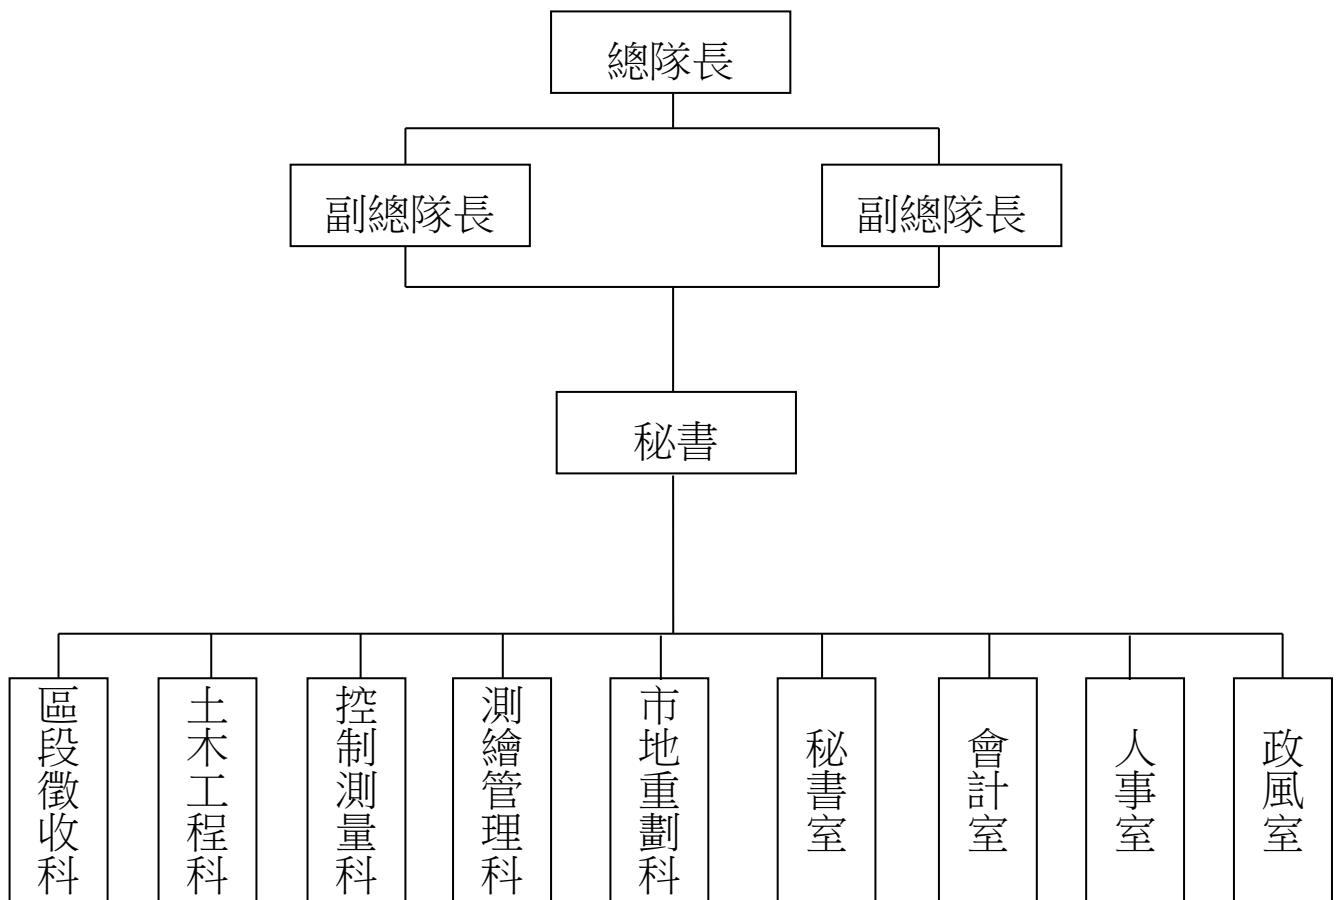 總隊長
副總隊長
副總隊長
秘書
區段徵收科
土木工程科
控制測量科
測繪管理科
市地重劃科
秘書室
會計室
人事室
政風室